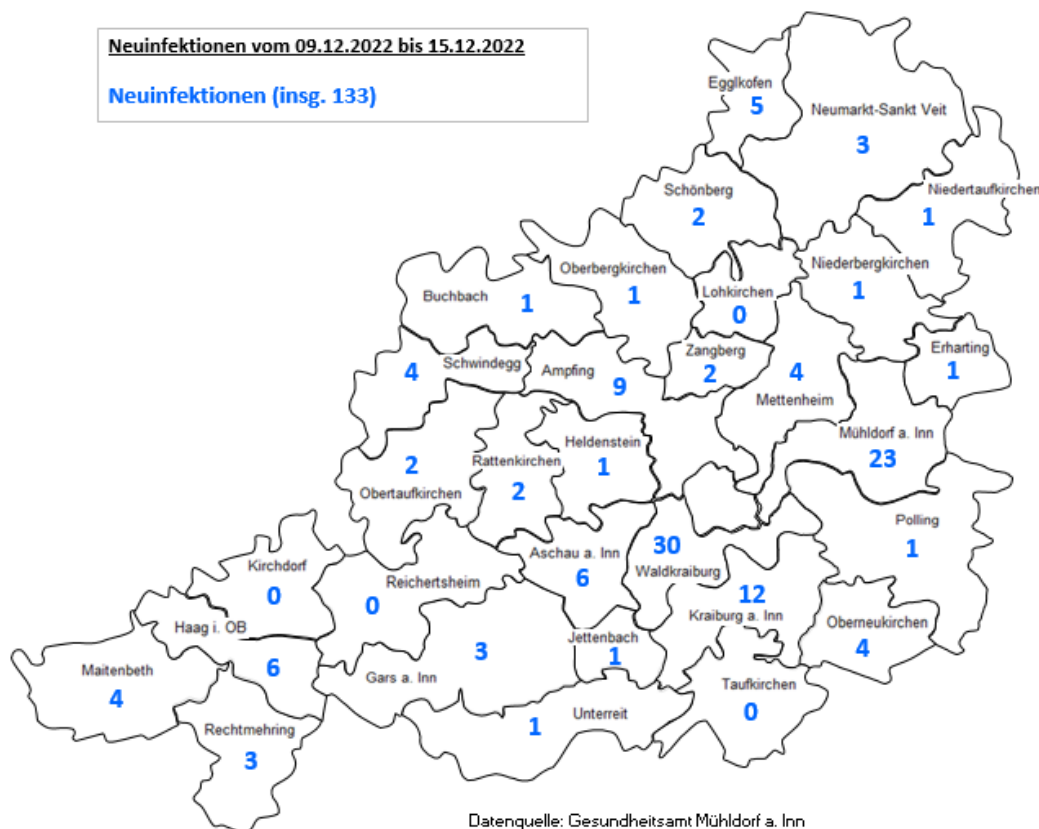 Neuinfektionen vom 09.12.2022 bis 15.12.2022
Neuinfektionen (insg. 133)
Egglkofen
5
Neumarkt-Sankt Veit
3
Schönberg
2
Niedertaufkirchen
1
Oberbergkirchen
1
Niederbergkirchen
1
Buchbach
1
Lohkirchen
0
Schwindegg
4
Ampfing
9
Zangberg
2
4
Mettenheim
Erharting
1
Mühldorf a. Inn
23
2
Obertaufkirchen
Rattenkirchen
2
Heldenstein
1
Polling
1
Kirchdorf
0
Reichertsheim
0
Aschau a. Inn
6
30
Waldkraiburg
12
Kraiburg a. Inn
Oberneukirchen
4
Haag i. OB
6
Maitenbeth
4
3
Gars a. Inn
Jettenbach
1
Taufkirchen
0
Rechtmehring
3
1
Unterreit
Datenquelle: Gesundheitsamt Mühldorf a. Inn